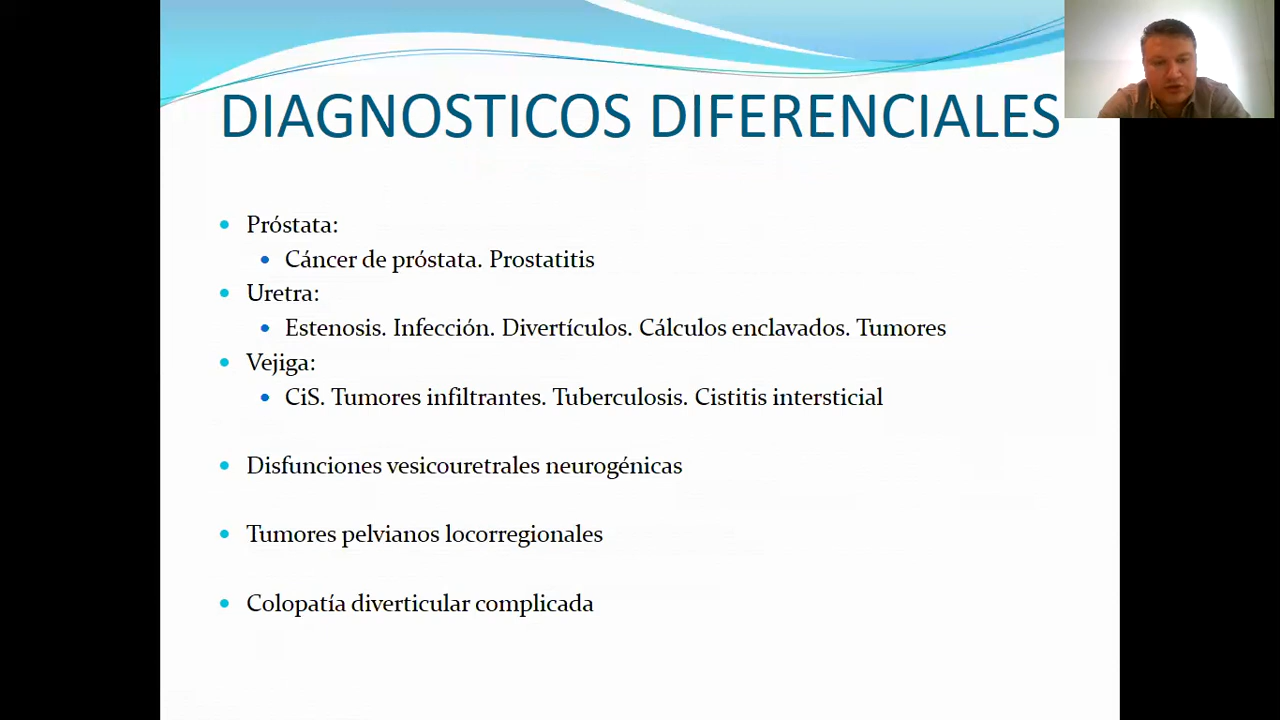 DIAGNOSTICOS DIFERENCIALES
Próstata:
Cáncer de próstata. Prostatitis
Uretra:
Estenosis. Infección. Divertículos. Cálculos enclavados. Tumores
Vejiga:
CiS. Tumores infiltrantes. Tuberculosis. Cistitis intersticial
Disfunciones vesicouretrales neurogénicas
Tumores pelvianos locorregionales
Colopatía diverticular complicada